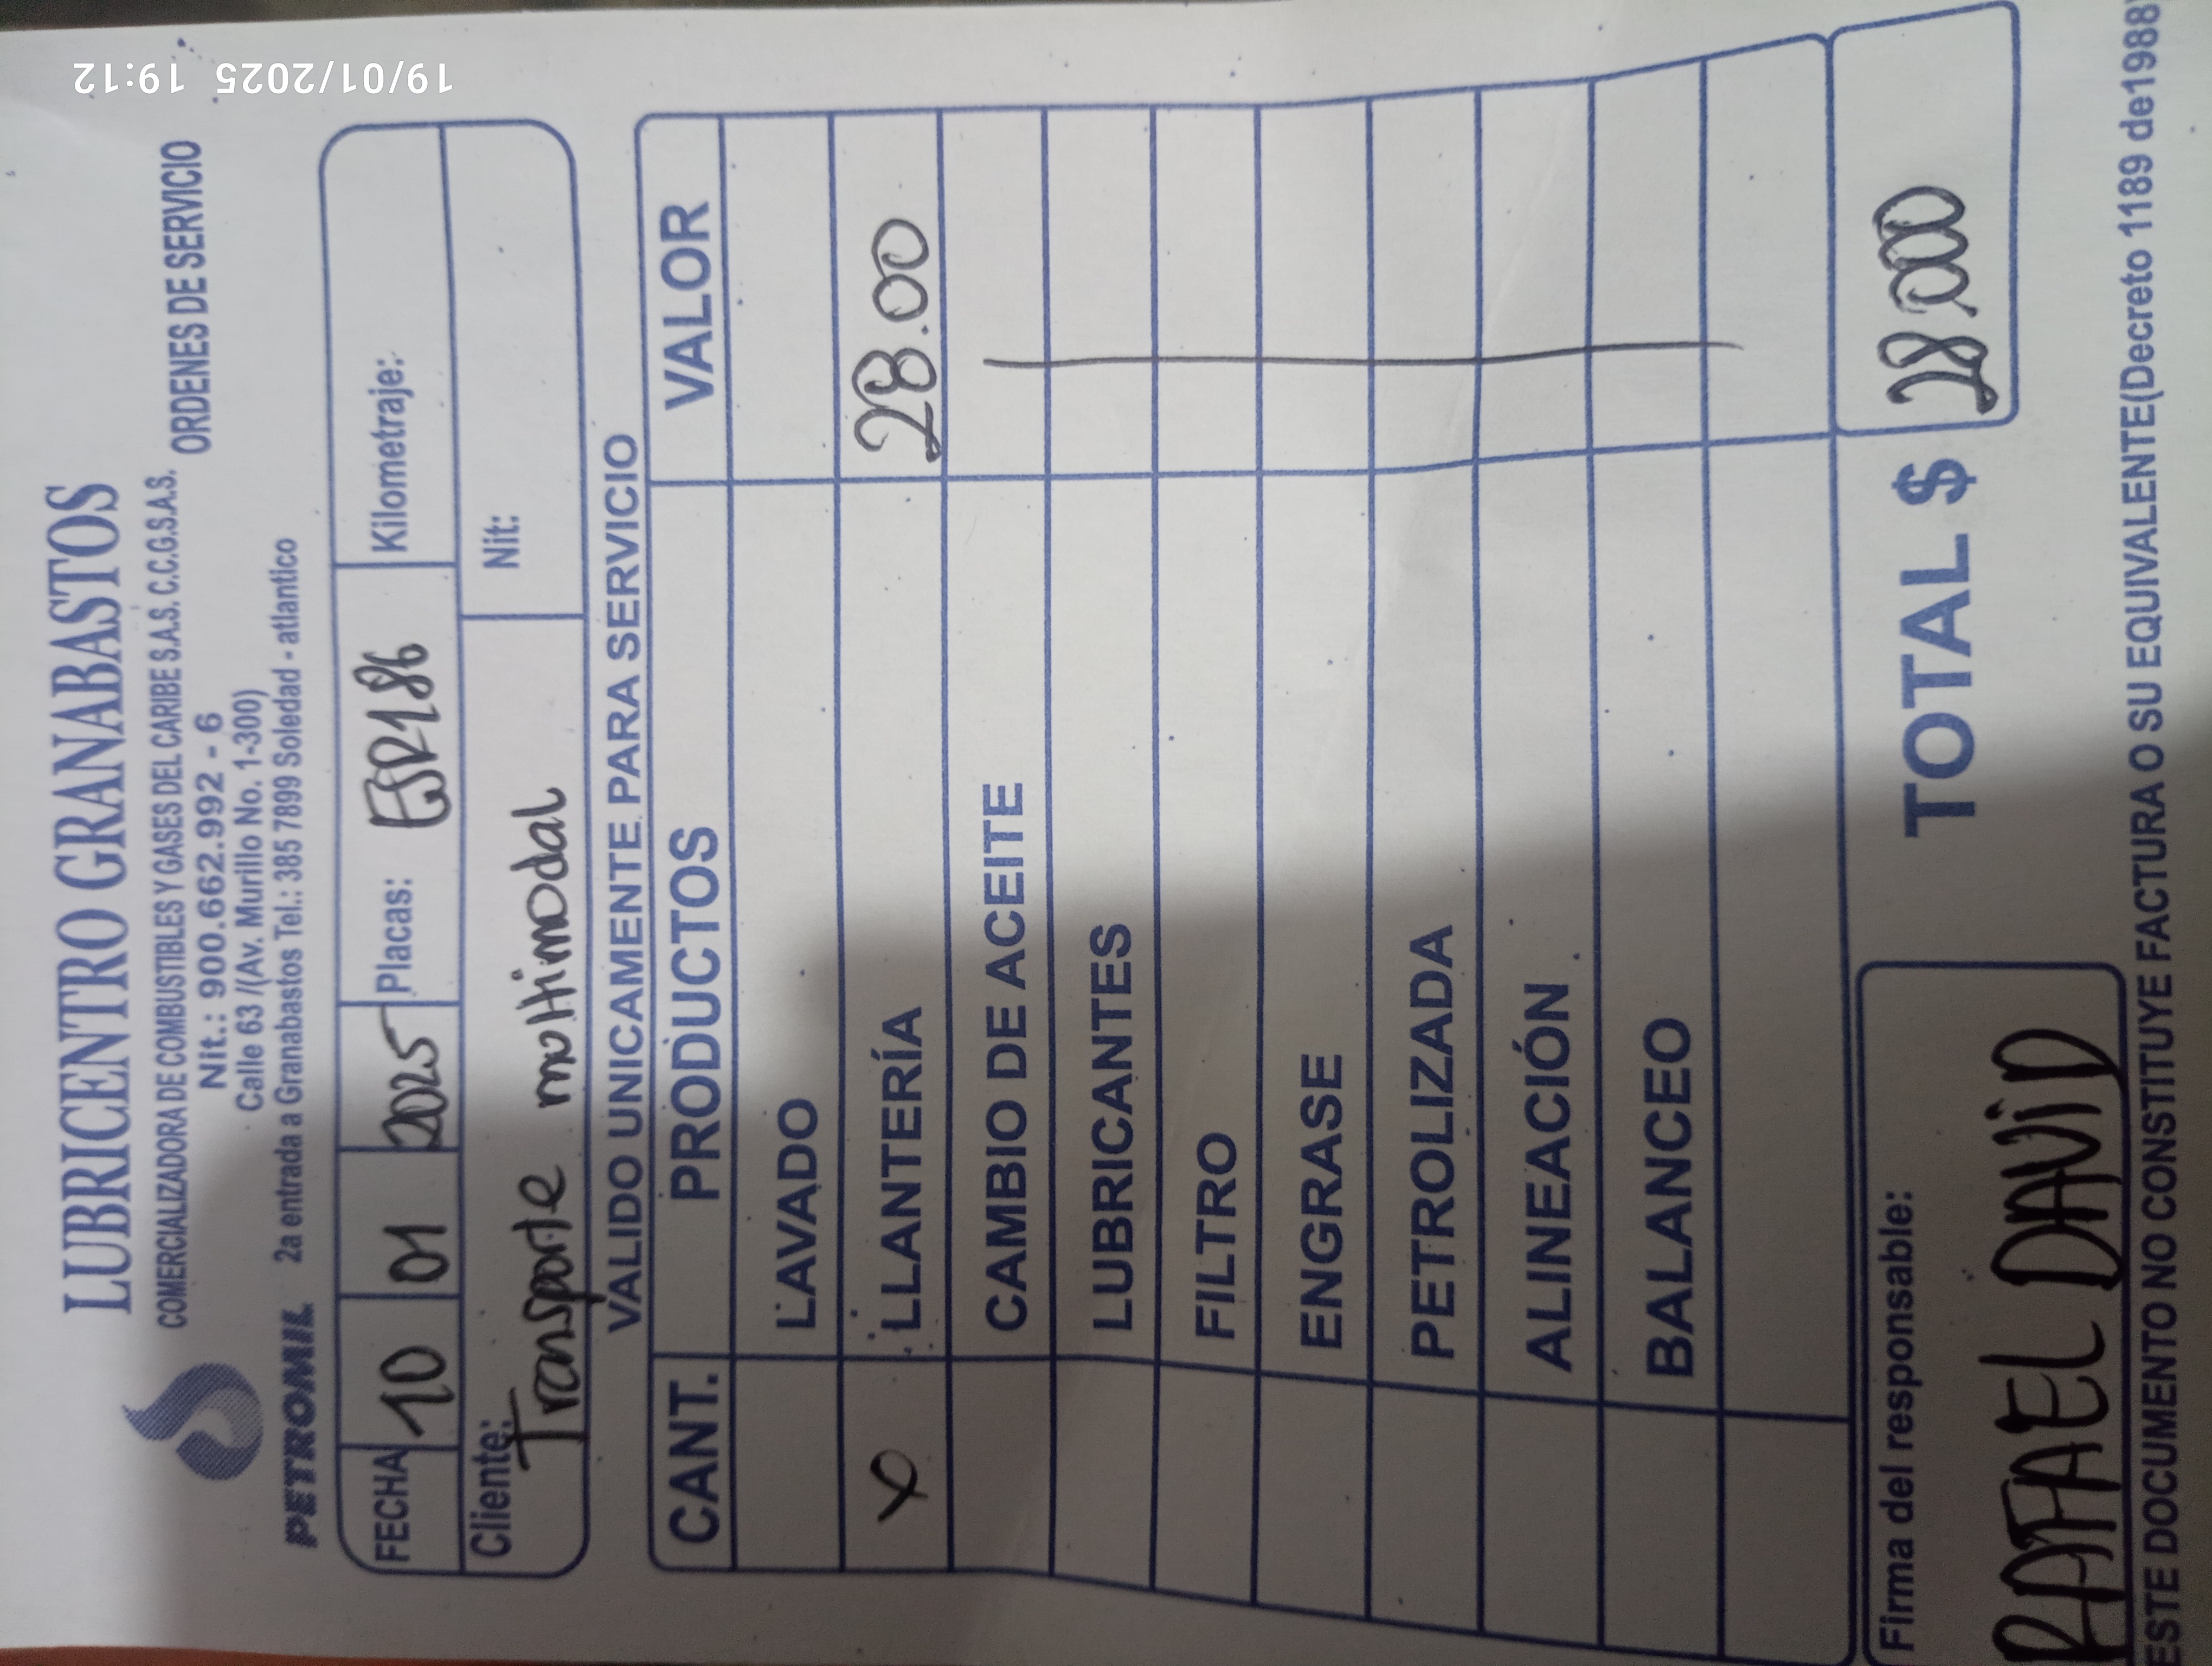 19/01/2025 19:12
LUBRICENTRO GRANABASTOS
COMERCIALIZADORA DE COMBUSTIBLES Y GASES DEL CARIBE S.A.S. C.C.G.S.A.S.
ORDENES DE SERVICIO
Nit.: 900.662.992 - 6
Calle 63 /(Av. Murillo No. 1-300)
PETROMIL 2a entrada a Granabastos Tel.: 385 7899 Soledad - atlantico
FECHA 10 01 2025 Placas: ESR186 Kilometraje:
Cliente: Transporte moltimodal Nit:
VALIDO UNICAMENTE PARA SERVICIO
CANT. PRODUCTOS VALOR
LAVADO
X LLANTERÍA 28.00
CAMBIO DE ACEITE
LUBRICANTES
FILTRO
ENGRASE
PETROLIZADA
ALINEACIÓN
BALANCEO
TOTAL $ 28.000
Firma del responsable:
RAFAEL DAVID
ESTE DOCUMENTO NO CONSTITUYE FACTURA O SU EQUIVALENTE(Decreto 1189 de1988)